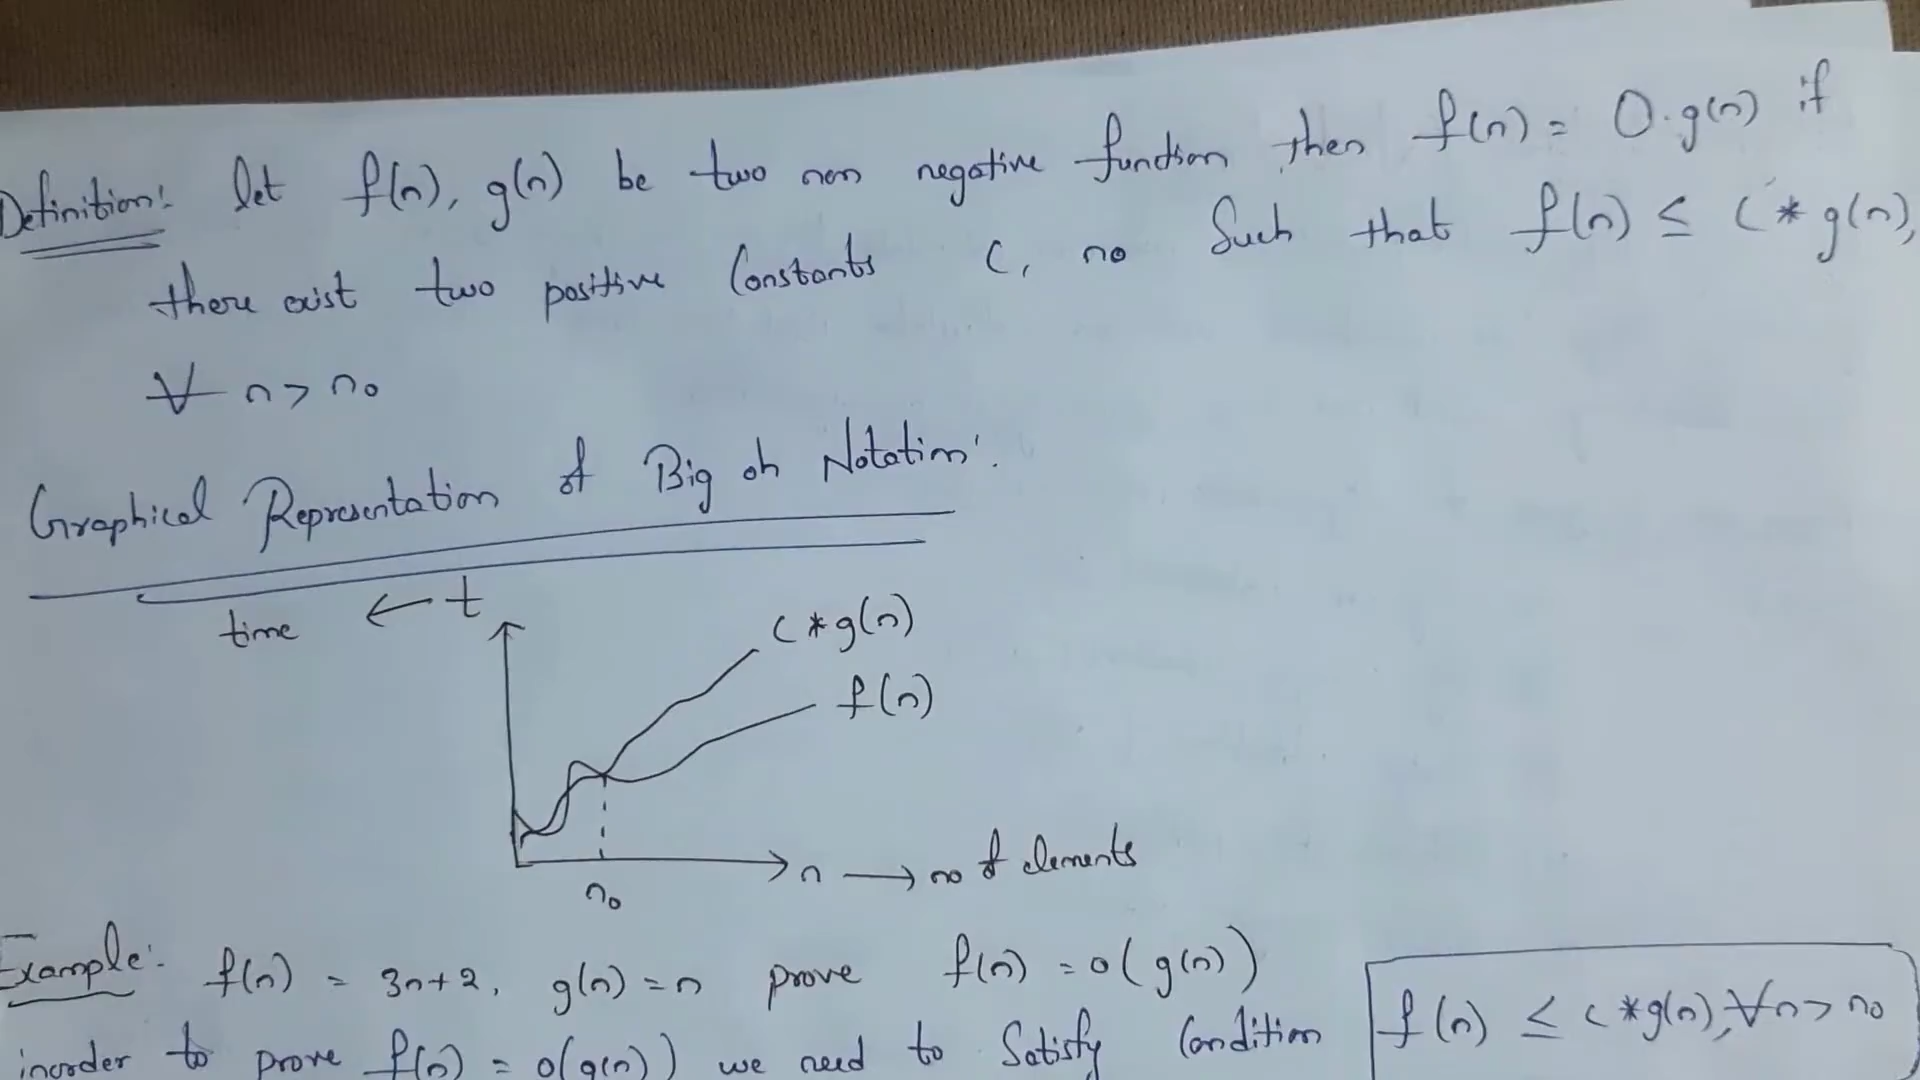 Definition: let f(n), g(n) be two non negative function then f(n) = O.g(n) if
there exist two positive Constants C, no Such that f(n) ≤ C * g(n),
∀ n > n₀
Graphical Representation of Big oh Notation:
time ← t
C * g(n)
f(n)
n → no of elements
n₀
Example: f(n) = 3n+2, g(n) = n prove f(n) = o(g(n))
inorder to prove f(n) = o(g(n)) we need to Satisfy Condition
f(n) ≤ C * g(n), ∀n > no